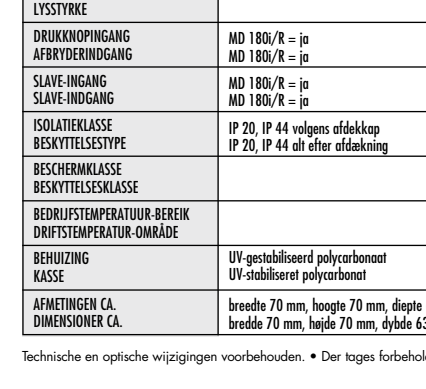 LYSSTYRKE
DRUKKNOPINGANG MD 180i/R = ja
AFBRYDERINDGANG MD 180i/R = ja
SLAVE-INGANG MD 180i/R = ja
SLAVE-INDGANG MD 180i/R = ja
ISOLATIEKLASSE IP 20, IP 44 volgens afdekkap
BESKYTTELSESTYPE IP 20, IP 44 alt efter afdækning
BESCHERMKLASSE
BESKYTTELSESKLASSE
BEDRIJFSTEMPERATUUR-BEREIK
DRIFTSTEMPERATUR-OMRÅDE
BEHUIZING UV-gestabiliseerd polycarbonaat
KASSE UV-stabiliseret polycarbonat
AFMETINGEN CA. breedte 70 mm, hoogte 70 mm, diepte
DIMENSIONER CA. bredde 70 mm, højde 70 mm, dybde 63
Technische en optische wijzigingen voorbehouden. • Der tages